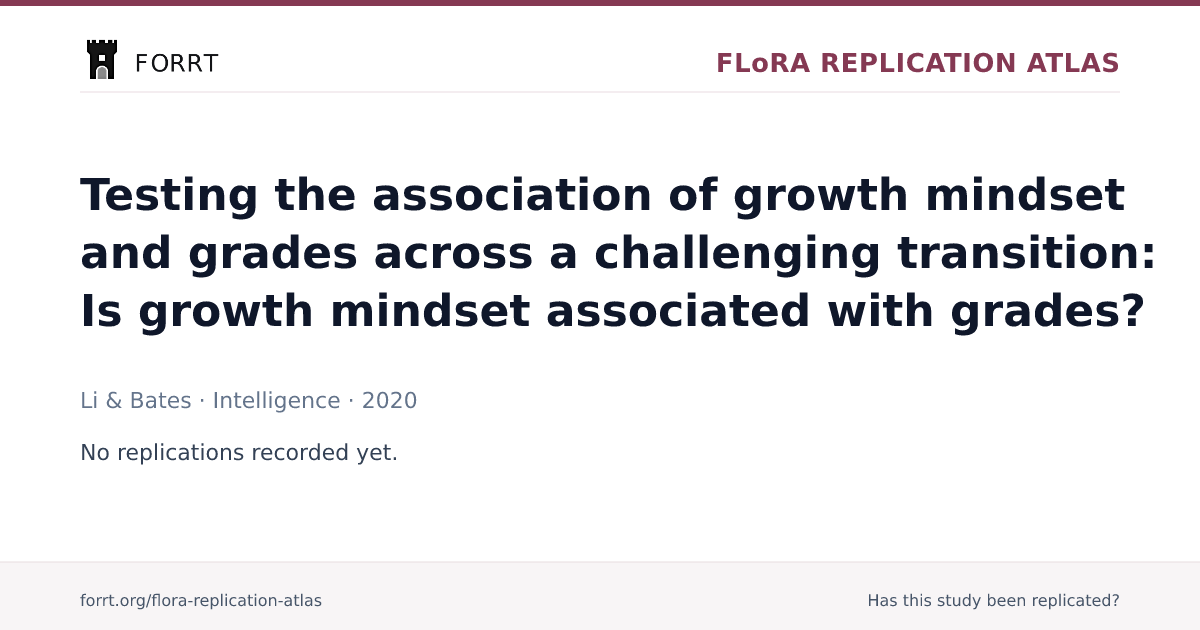 FORRT
FLoRA REPLICATION ATLAS
Testing the association of growth mindset
and grades across a challenging transition:
Is growth mindset associated with grades?
Li & Bates · Intelligence · 2020
No replications recorded yet.
forrt.org/flora-replication-atlas
Has this study been replicated?